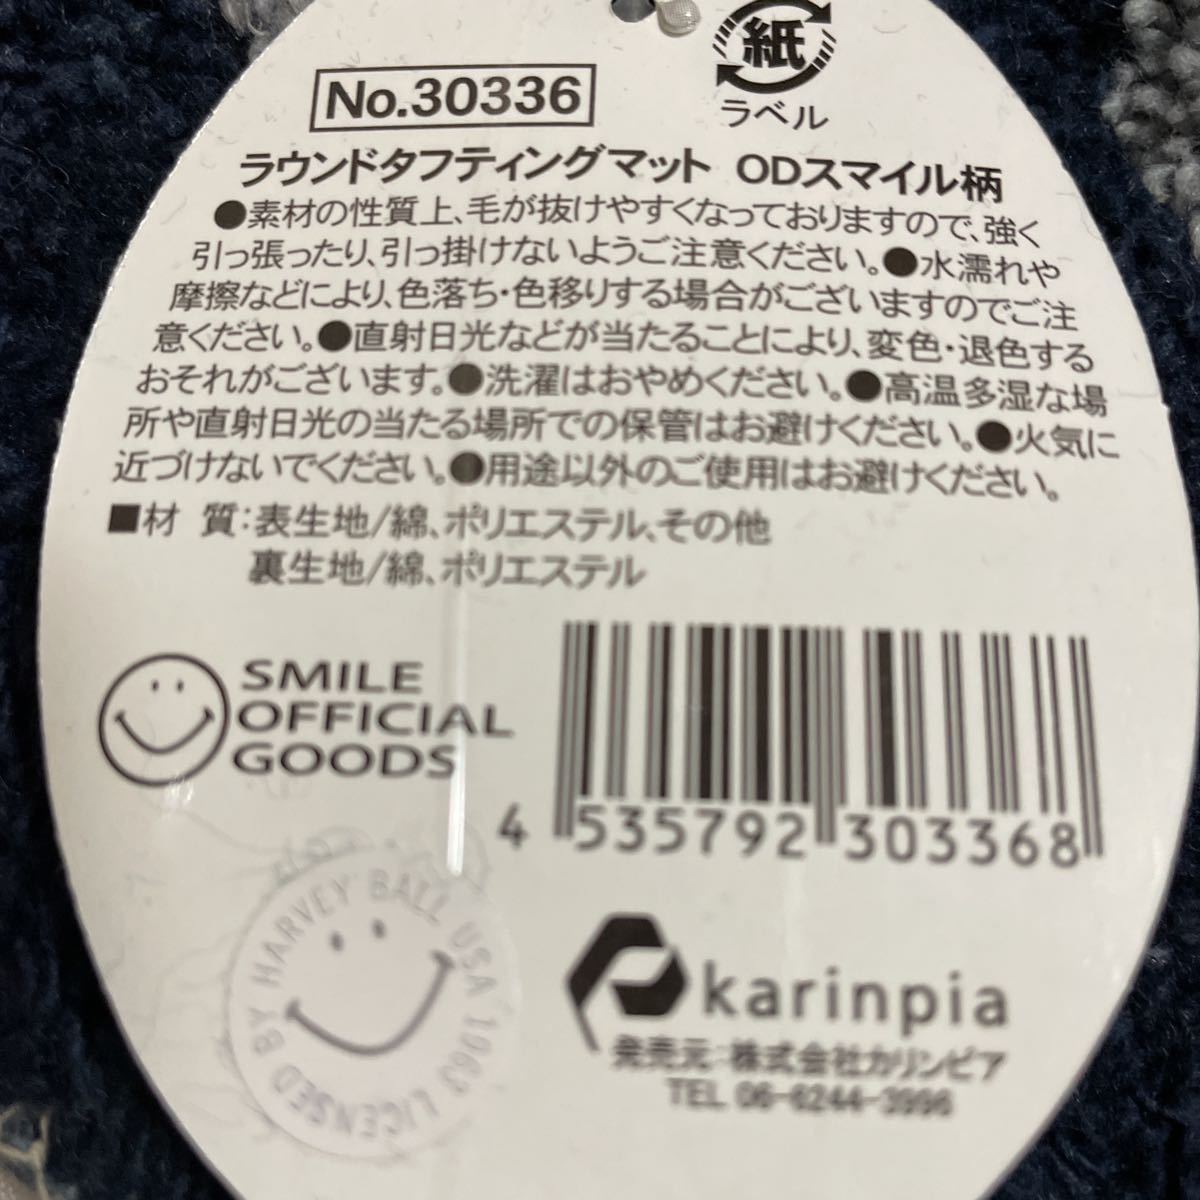 紙
ラベル
No.30336
ラウンドタフティングマット ODスマイル柄
●素材の性質上、毛が抜けやすくなっておりますので、強く
引っ張ったり、引っ掛けないようご注意ください。●水濡れや
摩擦などにより、色落ち・色移りする場合がございますのでご注
意ください。●直射日光などが当たることにより、変色・退色する
おそれがございます。●洗濯はおやめください。●高温多湿な場
所や直射日光の当たる場所での保管はお避けください。●火気に
近づけないでください。●用途以外のご使用はお避けください。
■材 質：表生地/綿、ポリエステル、その他
裏生地/綿、ポリエステル
SMILE
OFFICIAL
GOODS
4 535792 303368
LICENSED BY HARVEY BALL USA 1963
karinpia
発売元：株式会社カリンピア
TEL 06-6244-3996